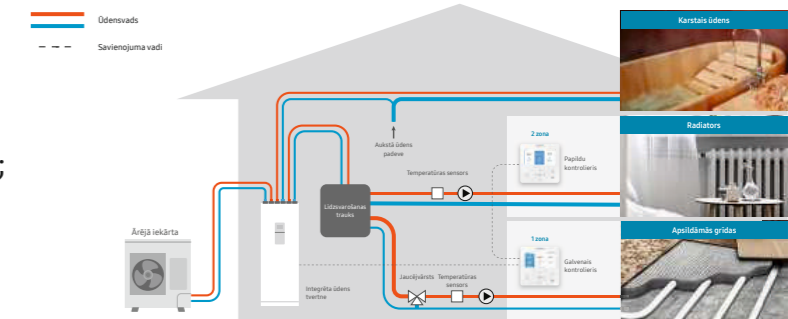 Ūdensvads
Savienojuma vadi
;
Karstais ūdens
Aukstā ūdens
padeve
2 zona
Papildu
kontrolieris
Radiators
Temperatūras sensors
Līdzsvarošanas
trauks
Ārējā iekārta
Apsildāmās grīdas
1 zona
Galvenais
kontrolieris
Integrēta ūdens
tvertne
Jaucējvārsts
Temperatūras
sensors